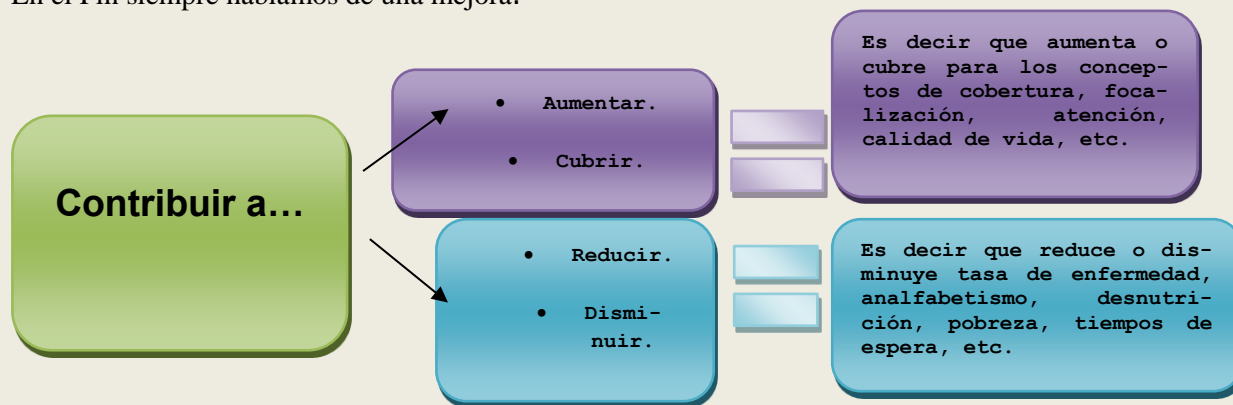 En el Fin siempre hablamos de una mejora:
Contribuir a…
• Aumentar.
• Cubrir.
Es decir que aumenta o
cubre para los concep-
tos de cobertura, foca-
lización, atención,
calidad de vida, etc.
• Reducir.
• Dismi-
nuir.
Es decir que reduce o dis-
minuye tasa de enfermedad,
analfabetismo, desnutri-
ción, pobreza, tiempos de
espera, etc.